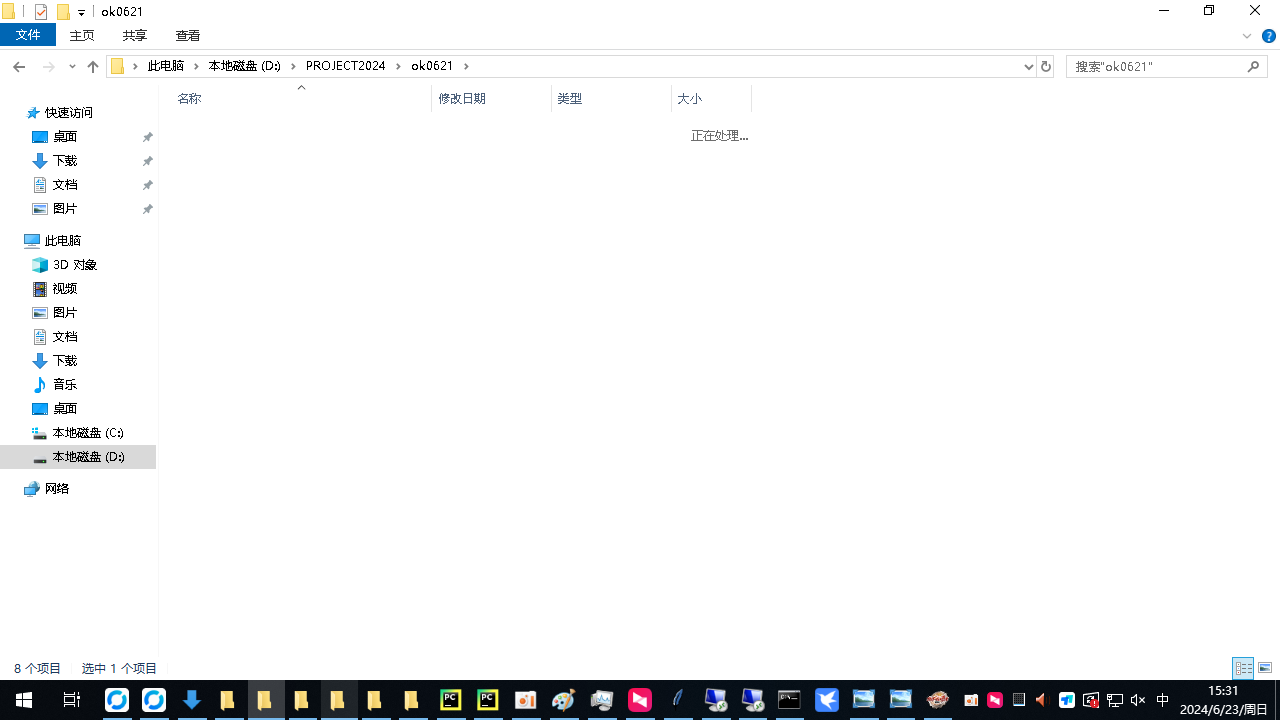 ok0621
文件 主页 共享 查看
此电脑 本地磁盘 (D:) PROJECT2024 ok0621 搜索"ok0621"
名称 修改日期 类型 大小
正在处理...
快速访问
桌面
下载
文档
图片
此电脑
3D 对象
视频
图片
文档
下载
音乐
桌面
本地磁盘 (C:)
本地磁盘 (D:)
网络
8 个项目 选中 1 个项目
中
15:31
2024/6/23/周日